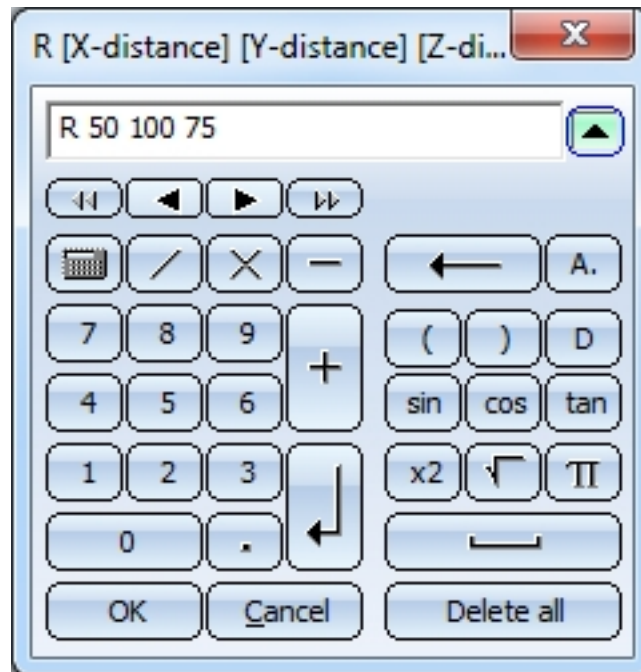 R [X-distance] [Y-distance] [Z-di...
R 50 100 75
A.
7 8 9 + ( ) D
4 5 6 sin cos tan
1 2 3 x2 √ π
0 .
OK Cancel Delete all